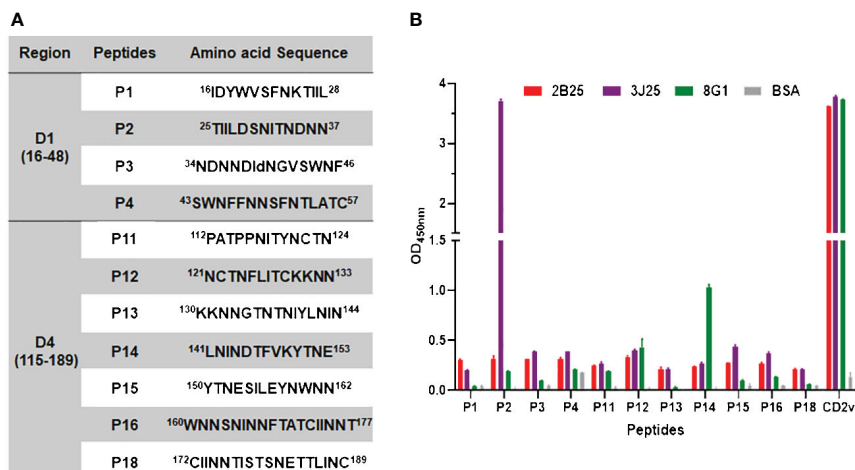 A
Region Peptides Amino acid Sequence
D1
(16-48)
P1 ¹⁶IDYWVSFNKTIIL²⁸
P2 ²⁵TIILDSNITNDNN³⁷
P3 ³⁴NDNNDIdNGVSWNF⁴⁶
P4 ⁴³SWNFFNNSFNTLATC⁵⁷
D4
(115-189)
P11 ¹¹²PATPPNITYNCTN¹²⁴
P12 ¹²¹NCTNFLITCKKNN¹³³
P13 ¹³⁰KKNNGTNTNIYLNIN¹⁴⁴
P14 ¹⁴¹LNINDTFVKYTNE¹⁵³
P15 ¹⁵⁰YTNESILEYNWNN¹⁶²
P16 ¹⁶⁰WNNSNINNFTATCIINNT¹⁷⁷
P18 ¹⁷²CIINNTISTSNETTLINC¹⁸⁹
B
2B25 3J25 8G1 BSA
OD450nm
4
3
2
1.5
1.0
0.5
0.0
P1 P2 P3 P4 P11 P12 P13 P14 P15 P16 P18 CD2v
Peptides